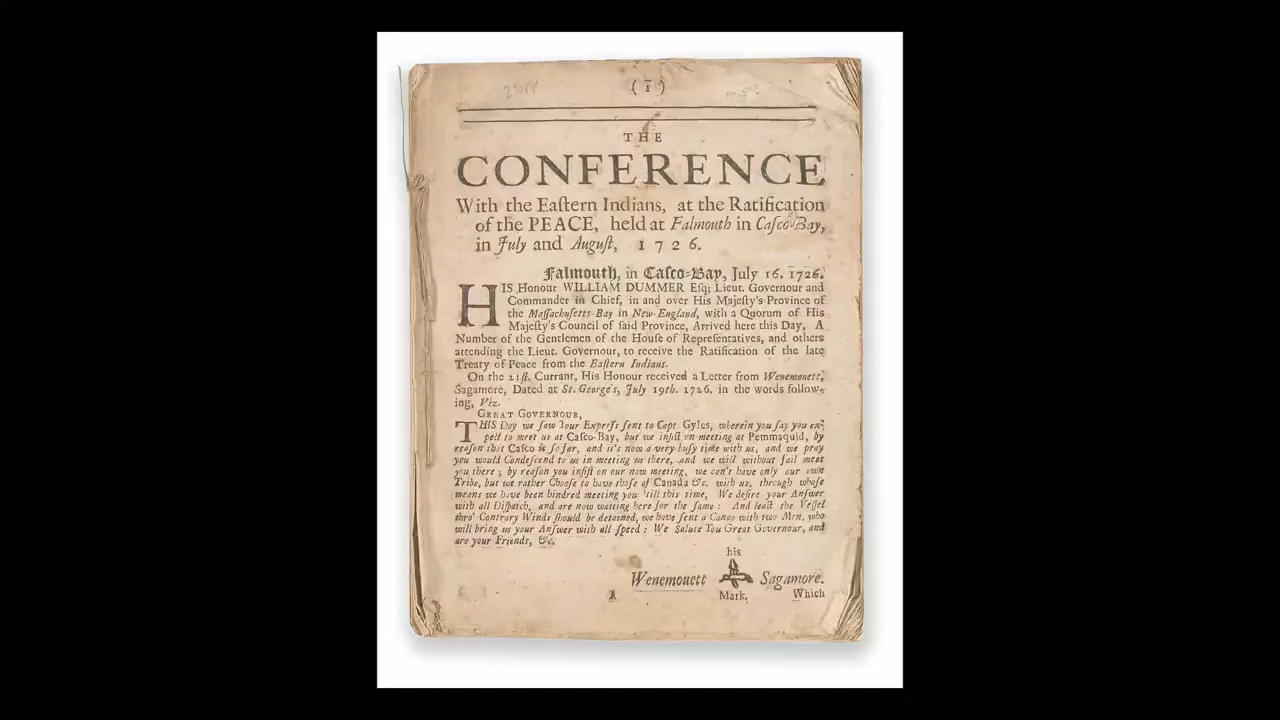 (1)
THE
CONFERENCE
With the Eaſtern Indians, at the Ratification
of the PEACE, held at Falmouth in Caſco-Bay,
in July and Auguſt, 1726.
Falmouth, in Caſco-Bay, July 16. 1726.
HIS Honour WILLIAM DUMMER Eſq; Lieut. Governour and
Commander in Chief, in and over His Majeſty's Province of
the Maſſachuſetts-Bay in New-England, with a Quorum of His
Majeſty's Council of ſaid Province, Arrived here this Day, A
Number of the Gentlemen of the Houſe of Repreſentatives, and others
attending the Lieut. Governour, to receive the Ratification of the late
Treaty of Peace from the Eaſtern Indians.
On the 21ſt. Currant, His Honour received a Letter from Wenemouett,
Sagamore, Dated at St. George's, July 19th. 1726. in the words follow-
ing, Viz.
GREAT GOVERNOUR,
THIS Day we ſaw Your Expreſs ſent to Capt. Gyles, wherein you ſay you ex-
pect to meet us at Caſco-Bay, but we inſiſt on meeting at Pemmaquid, by
reaſon that Caſco is ſo far, and it's now a very buſy time with us, and we pray
you would Condeſcend to us in meeting us there, and we will without fail meet
you there; by reaſon you inſiſt on our now meeting, we can't have only our own
Tribe, but we rather Chooſe to have thoſe of Canada &c. with us, through whoſe
means we have been hindred meeting you 'till this time, We deſire your Anſwer
with all Diſpatch, and are now waiting here for the ſame: And leaſt the Veſſel
thro' Contrary Winds ſhould be detained, we have ſent a Canoo with two Men, who
will bring us your Anſwer with all ſpeed: We Salute You Great Governour, and
are your Friends, &c.
his
Wenemouett Sagamore.
A Mark. Which